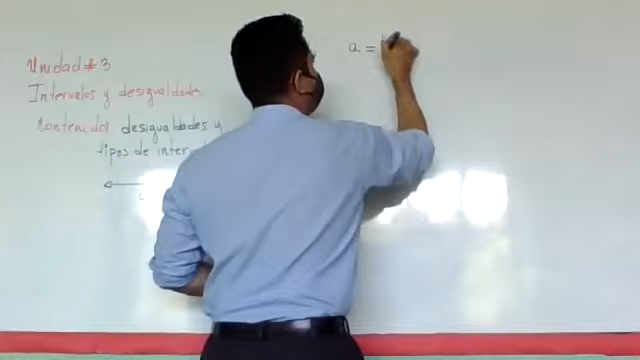 Unidad # 3
Intervalos y desigualdades
Contenido: desigualdades y
tipos de inter
a =